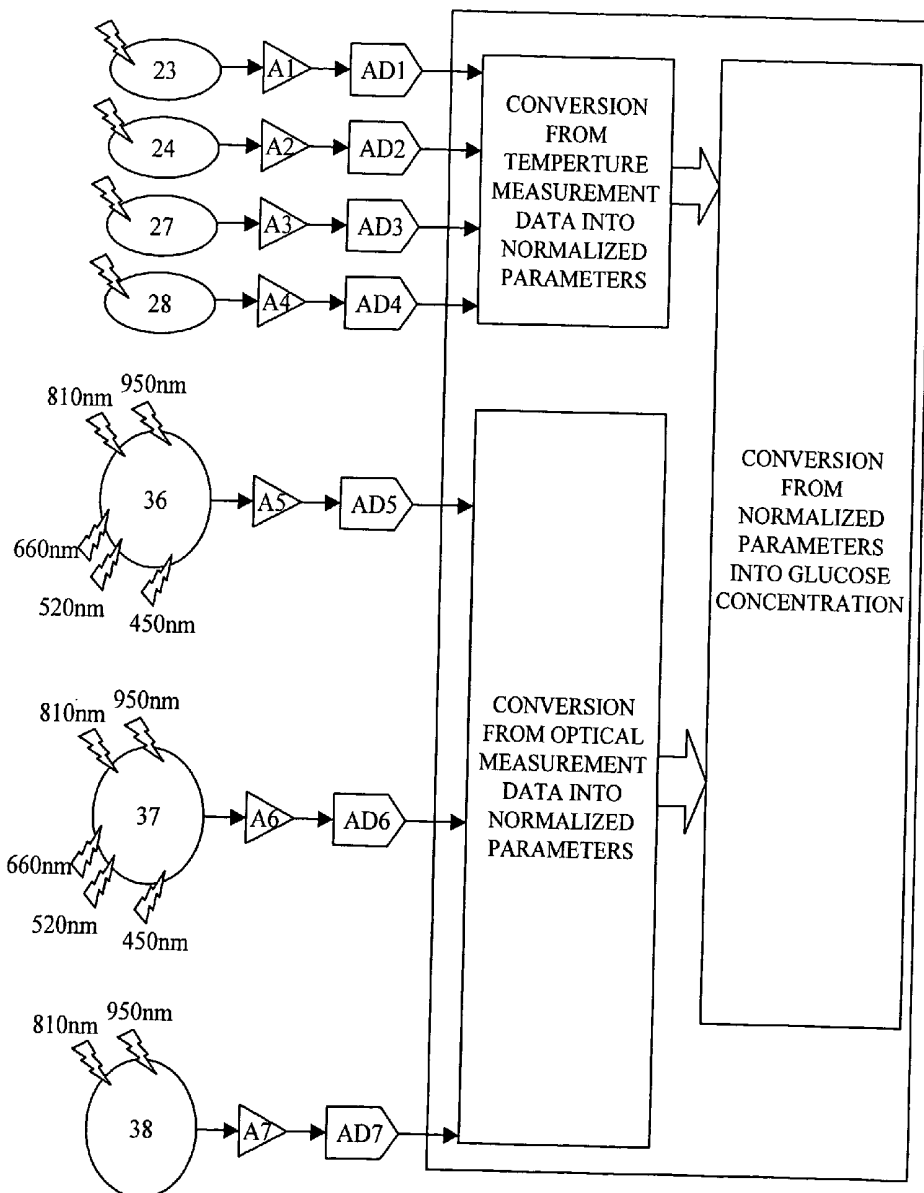 23 A1 AD1
24 A2 AD2
27 A3 AD3
28 A4 AD4
CONVERSION
FROM
TEMPERTURE
MEASUREMENT
DATA INTO
NORMALIZED
PARAMETERS
810nm 950nm
36 A5 AD5
660nm
520nm
450nm
810nm 950nm
37 A6 AD6
660nm
520nm
450nm
810nm 950nm
38 A7 AD7
CONVERSION
FROM OPTICAL
MEASUREMENT
DATA INTO
NORMALIZED
PARAMETERS
CONVERSION
FROM
NORMALIZED
PARAMETERS
INTO GLUCOSE
CONCENTRATION